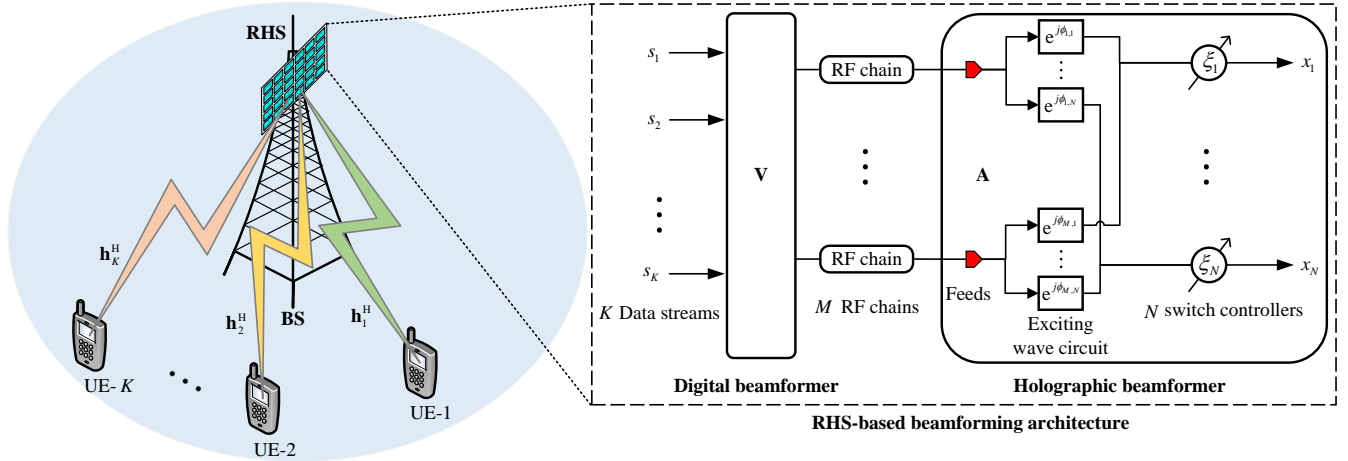 RHS
h_K^H
h_2^H
h_1^H
BS
UE- K
UE-2
UE-1
s_1
s_2
s_K
K Data streams
V
RF chain
RF chain
M RF chains
A
Feeds
e^{jϕ_{1,1}}
e^{jϕ_{1,N}}
e^{jϕ_{M,1}}
e^{jϕ_{M,N}}
Exciting
wave circuit
ξ_1
ξ_N
x_1
x_N
N switch controllers
Digital beamformer
Holographic beamformer
RHS-based beamforming architecture